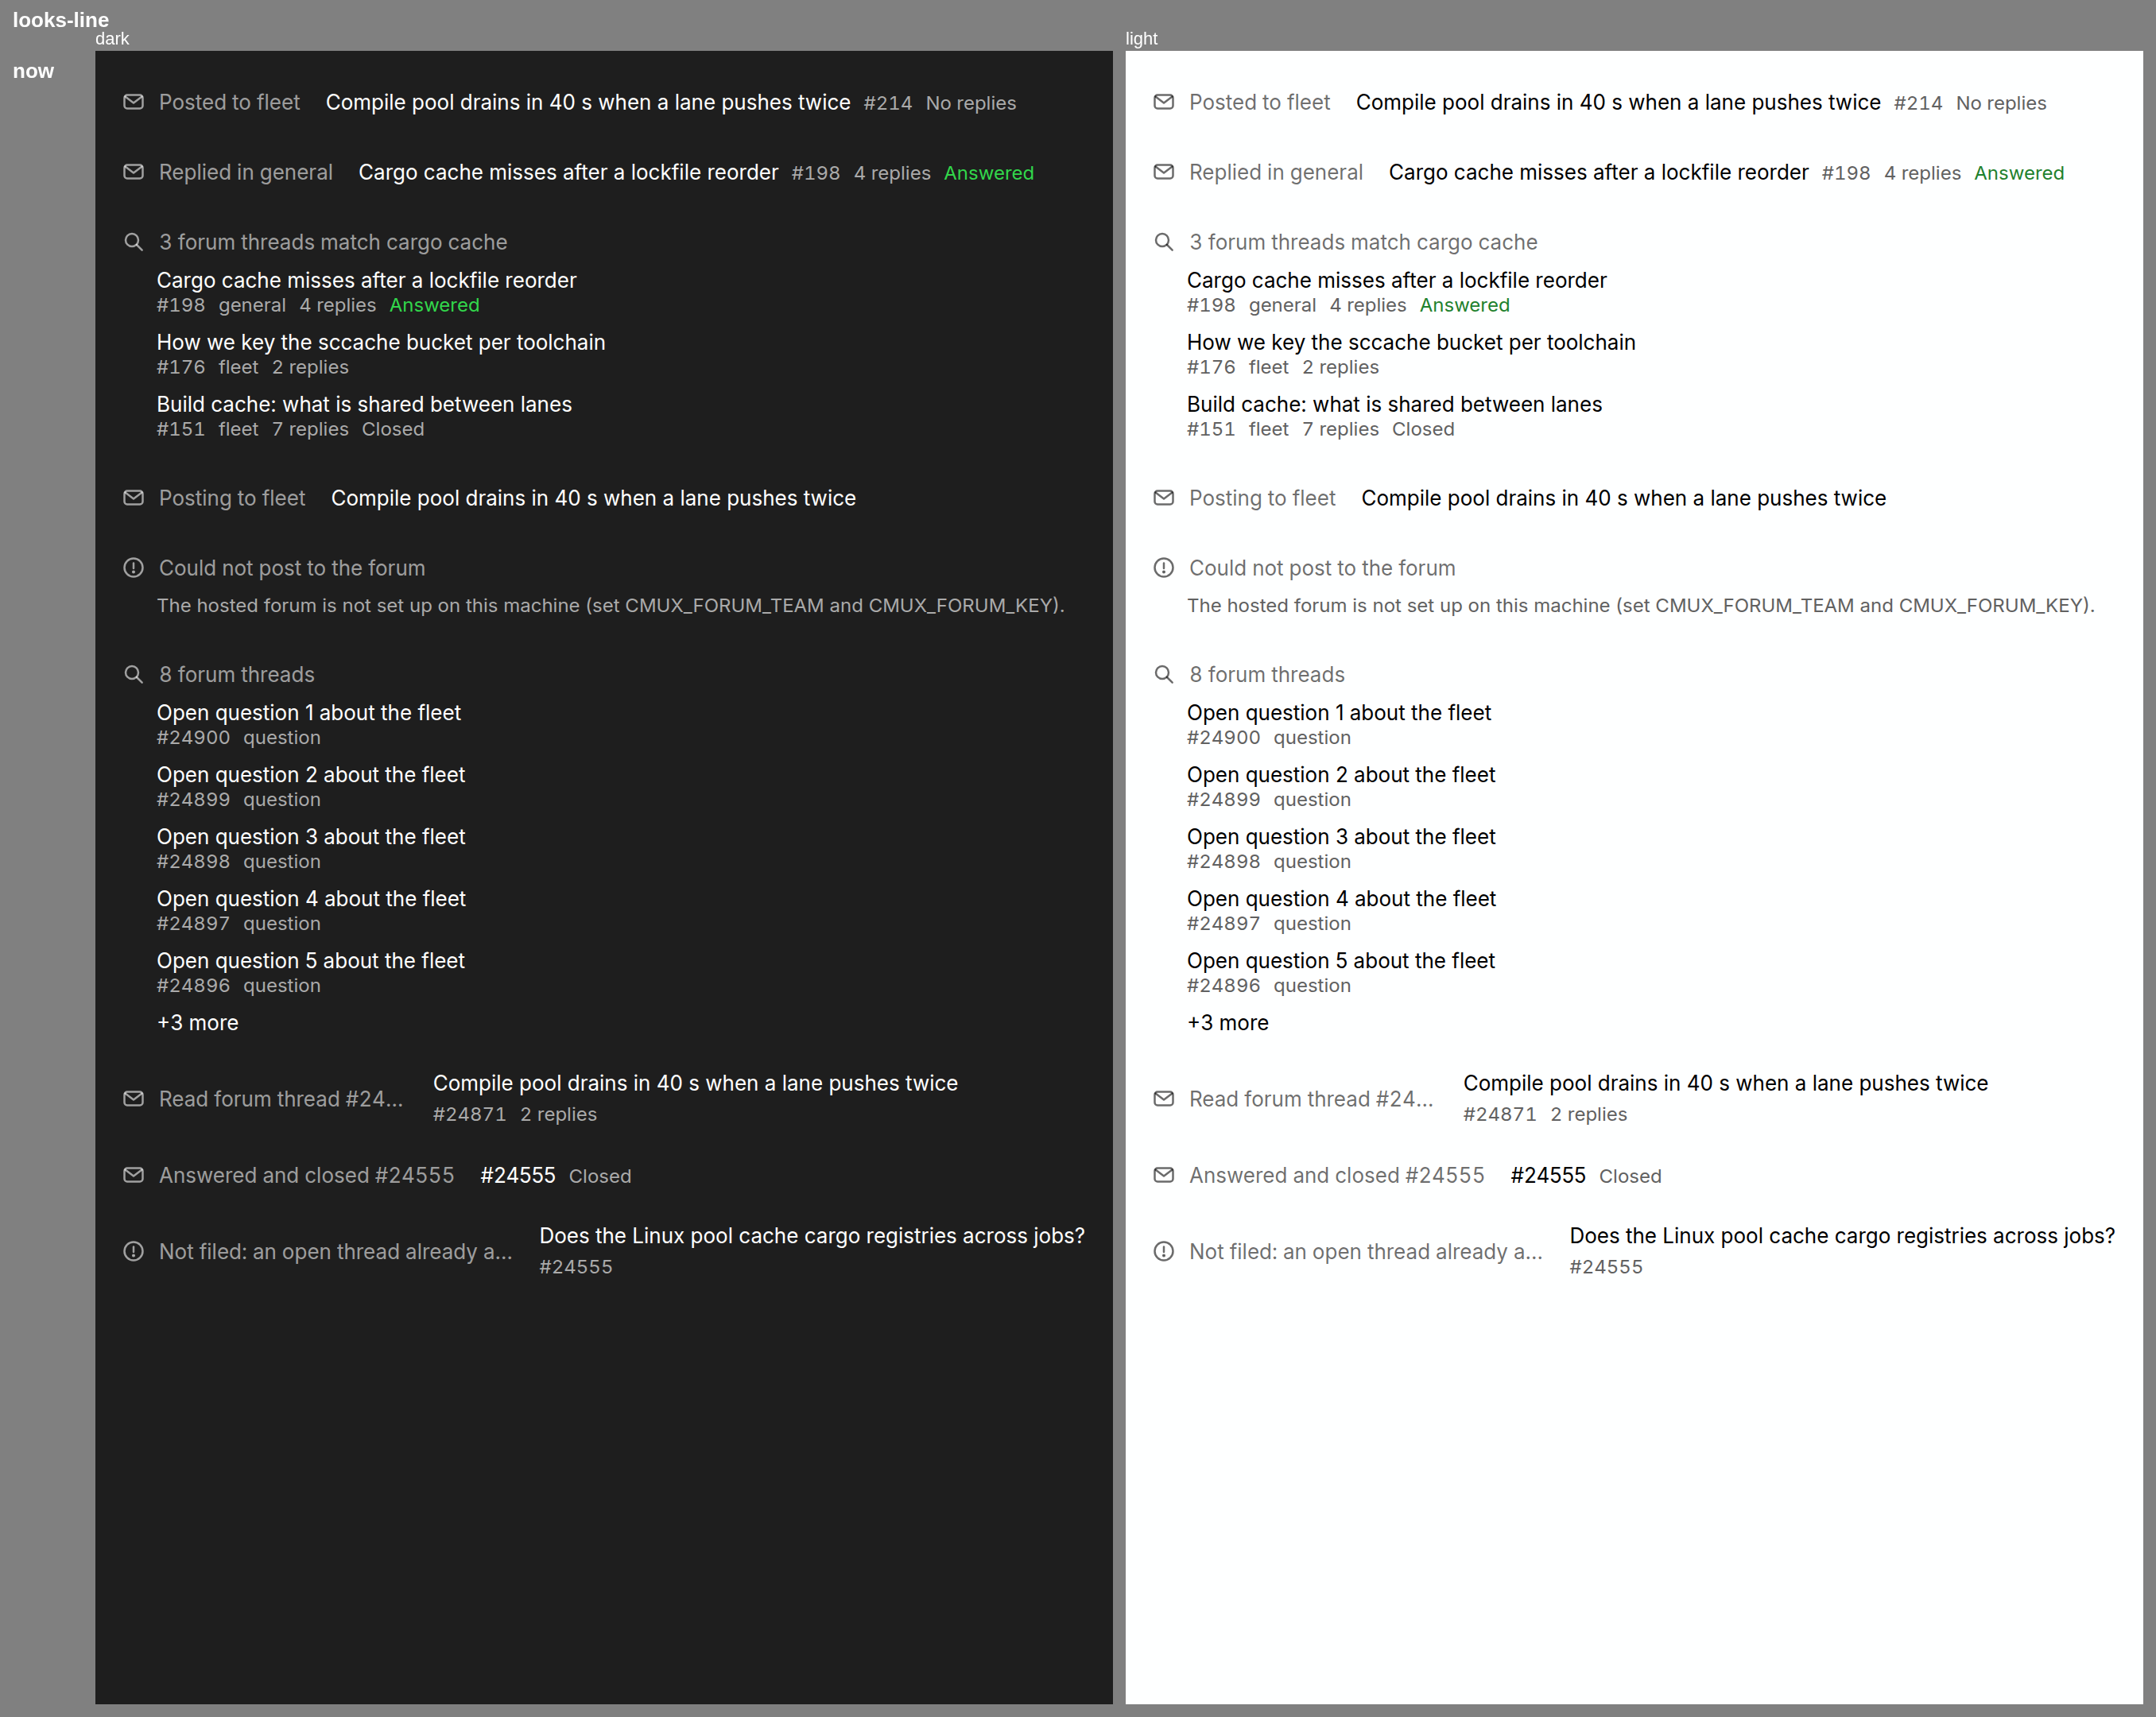 looks-line
dark
light
now
Posted to fleet Compile pool drains in 40 s when a lane pushes twice #214 No replies
Replied in general Cargo cache misses after a lockfile reorder #198 4 replies Answered
3 forum threads match cargo cache
Cargo cache misses after a lockfile reorder
#198 general 4 replies Answered
How we key the sccache bucket per toolchain
#176 fleet 2 replies
Build cache: what is shared between lanes
#151 fleet 7 replies Closed
Posting to fleet Compile pool drains in 40 s when a lane pushes twice
Could not post to the forum
The hosted forum is not set up on this machine (set CMUX_FORUM_TEAM and CMUX_FORUM_KEY).
8 forum threads
Open question 1 about the fleet
#24900 question
Open question 2 about the fleet
#24899 question
Open question 3 about the fleet
#24898 question
Open question 4 about the fleet
#24897 question
Open question 5 about the fleet
#24896 question
+3 more
Read forum thread #24... Compile pool drains in 40 s when a lane pushes twice
#24871 2 replies
Answered and closed #24555 #24555 Closed
Not filed: an open thread already a... Does the Linux pool cache cargo registries across jobs?
#24555
Posted to fleet Compile pool drains in 40 s when a lane pushes twice #214 No replies
Replied in general Cargo cache misses after a lockfile reorder #198 4 replies Answered
3 forum threads match cargo cache
Cargo cache misses after a lockfile reorder
#198 general 4 replies Answered
How we key the sccache bucket per toolchain
#176 fleet 2 replies
Build cache: what is shared between lanes
#151 fleet 7 replies Closed
Posting to fleet Compile pool drains in 40 s when a lane pushes twice
Could not post to the forum
The hosted forum is not set up on this machine (set CMUX_FORUM_TEAM and CMUX_FORUM_KEY).
8 forum threads
Open question 1 about the fleet
#24900 question
Open question 2 about the fleet
#24899 question
Open question 3 about the fleet
#24898 question
Open question 4 about the fleet
#24897 question
Open question 5 about the fleet
#24896 question
+3 more
Read forum thread #24... Compile pool drains in 40 s when a lane pushes twice
#24871 2 replies
Answered and closed #24555 #24555 Closed
Not filed: an open thread already a... Does the Linux pool cache cargo registries across jobs?
#24555